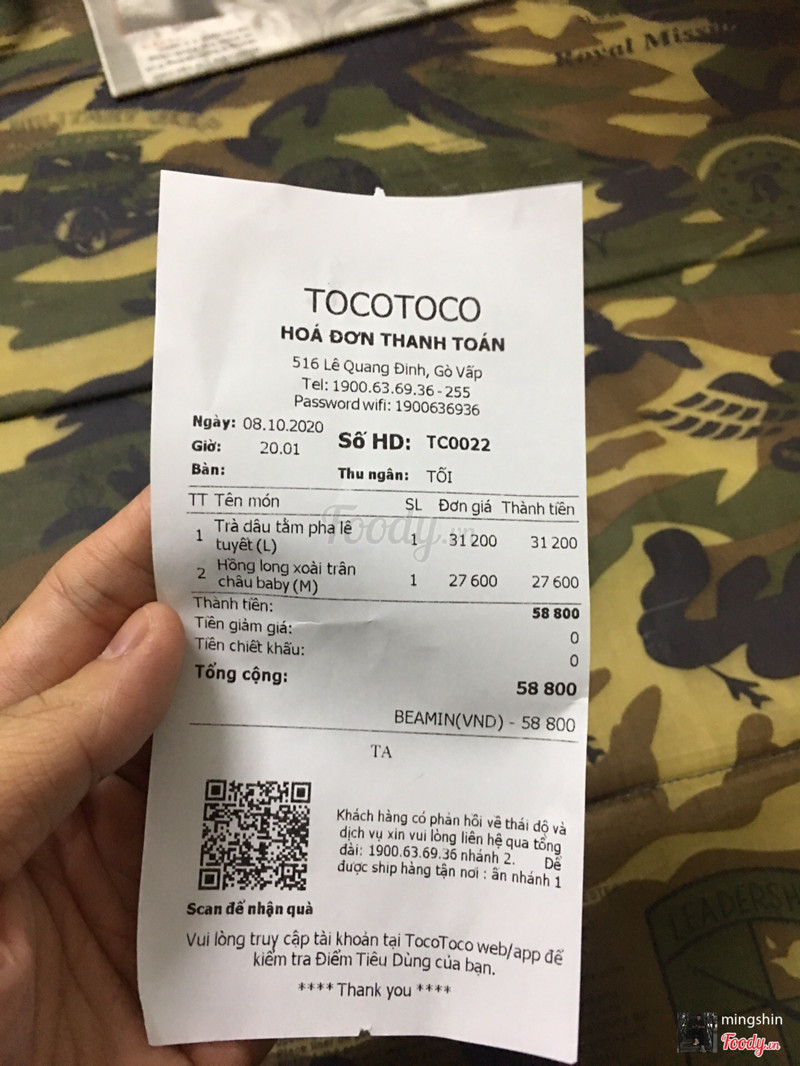 Royal Missi
MILITARY
TOCOTOCO
HOÁ ĐƠN THANH TOÁN
516 Lê Quang Định, Gò Vấp
Tel: 1900.63.69.36 - 255
Password wifi: 1900636936
Ngày: 08.10.2020
Số HD: TC0022
Giờ: 20.01
Bàn:
Thu ngân: TỐI
TT Tên món SL Đơn giá Thành tiền
1 Trà dâu tằm pha lê tuyết (L) 1 31 200 31 200
2 Hồng long xoài trân châu baby (M) 1 27 600 27 600
Thành tiền: 58 800
Tiền giảm giá: 0
Tiền chiết khấu: 0
Tổng cộng: 58 800
BEAMIN(VND) - 58 800
TA
Khách hàng có phản hồi về thái độ và
dịch vụ xin vui lòng liên hệ qua tổng
đài: 1900.63.69.36 nhánh 2. Để
được ship hàng tận nơi : ấn nhánh 1
Scan để nhận quà
Vui lòng truy cập tài khoản tại TocoToco web/app để
kiểm tra Điểm Tiêu Dùng của bạn.
**** Thank you ****
Foody.vn
LEADERSH
mingshin
Foody.vn